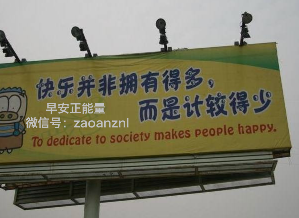 快乐并非拥有得多，
而是计较得少
早安正能量
微信号：zaoanznl
To dedicate to society makes people happy.